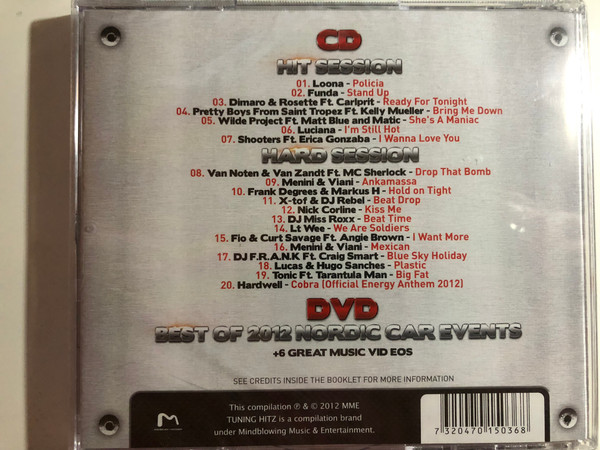 CD
HIT SESSION
01. Loona - Policia
02. Funda - Stand Up
03. Dimaro & Rosette Ft. Carlprit - Ready For Tonight
04. Pretty Boys From Saint Tropez Ft. Kelly Mueller - Bring Me Down
05. Wilde Project Ft. Matt Blue and Matic - She's A Maniac
06. Luciana - I'm Still Hot
07. Shooters Ft. Erica Gonzaba - I Wanna Love You
HARD SESSION
08. Van Noten & Van Zandt Ft. MC Sherlock - Drop That Bomb
09. Menini & Viani - Ankamassa
10. Frank Degrees & Markus H - Hold on Tight
11. X-tof & DJ Rebel - Beat Drop
12. Nick Corline - Kiss Me
13. DJ Miss Roxx - Beat Time
14. Lt Wee - We Are Soldiers
15. Fio & Curt Savage Ft. Angie Brown - I Want More
16. Menini & Viani - Mexican
17. DJ F.R.A.N.K Ft. Craig Smart - Blue Sky Holiday
18. Lucas & Hugo Sanches - Plastic
19. Tonic Ft. Tarantula Man - Big Fat
20. Hardwell - Cobra (Official Energy Anthem 2012)
DVD
BEST OF 2012 NORDIC CAR EVENTS
+6 GREAT MUSIC VID EOS
SEE CREDITS INSIDE THE BOOKLET FOR MORE INFORMATION
This compilation ℗ & © 2012 MME
TUNING HITZ is a compilation brand
under Mindblowing Music & Entertainment.
7 320470 150368